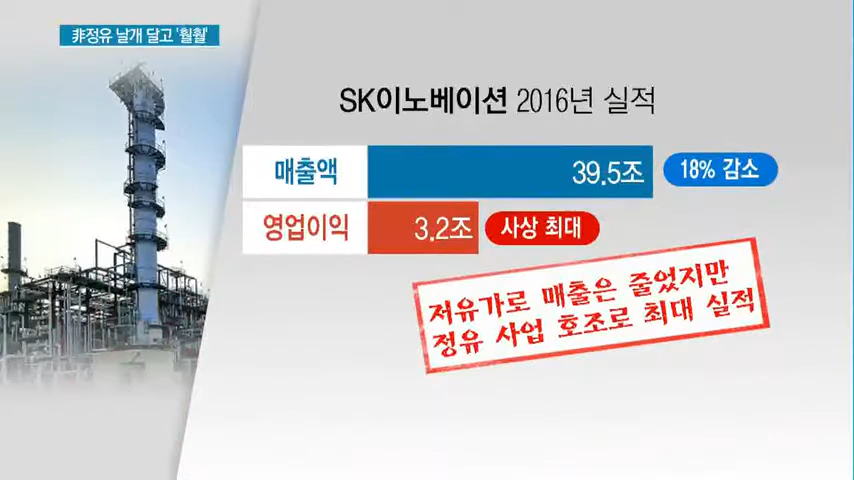 非정유 날개 달고 '훨훨'
SK이노베이션 2016년 실적
매출액 39.5조 18% 감소
영업이익 3.2조 사상 최대
저유가로 매출은 줄었지만
정유 사업 호조로 최대 실적